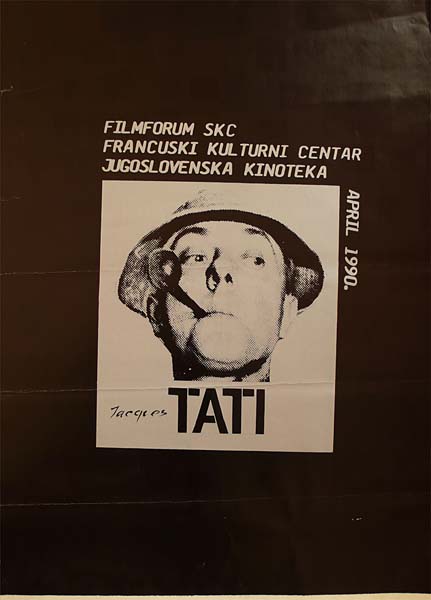 FILMFORUM SKC
FRANCUSKI KULTURNI CENTAR
JUGOSLOVENSKA KINOTEKA
APRIL 1990.
Jacques TATI